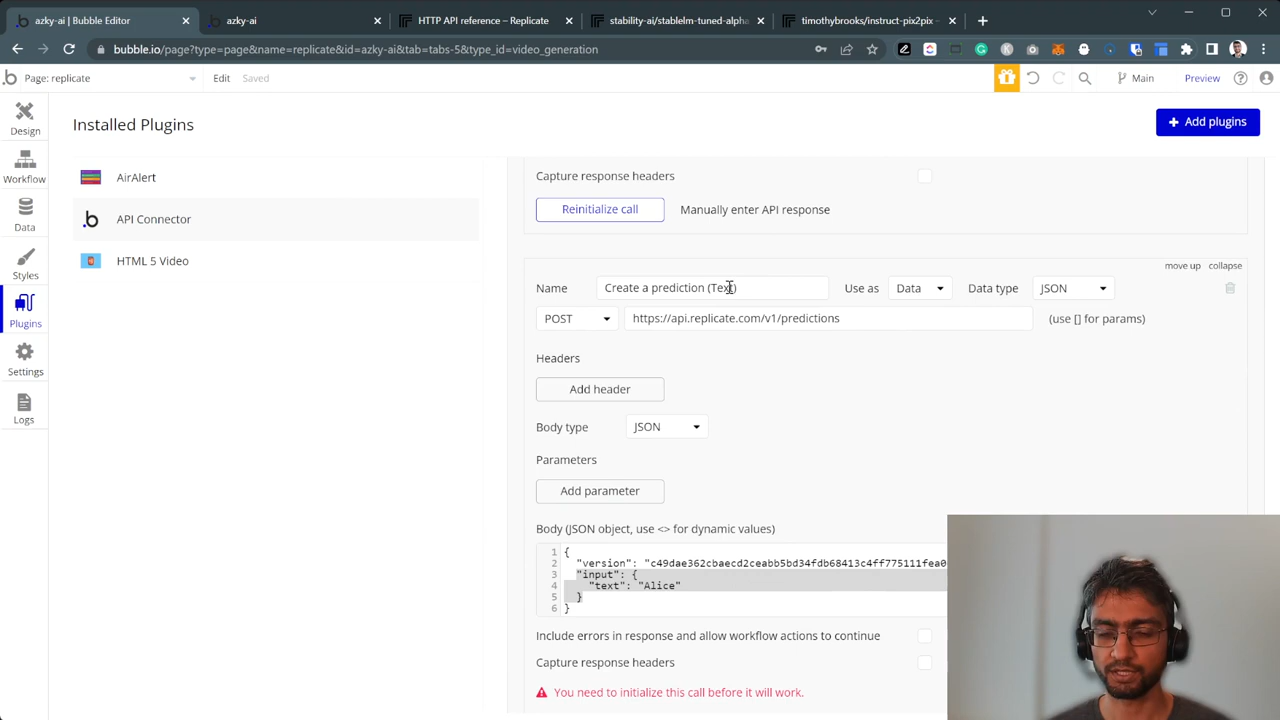 azky-ai | Bubble Editor
azky-ai
HTTP API reference – Replicate
stability-ai/stablelm-tuned-alpha
timothybrooks/instruct-pix2pix –
bubble.io/page?type=page&name=replicate&id=azky-ai&tab=tabs-5&type_id=video_generation
Page: replicate
Edit
Saved
Main
Preview
Design
Workflow
Data
Styles
Plugins
Settings
Logs
Installed Plugins
Add plugins
AirAlert
API Connector
HTML 5 Video
Capture response headers
Reinitialize call
Manually enter API response
move up
collapse
Name
Create a prediction (Text)
Use as
Data
Data type
JSON
POST
https://api.replicate.com/v1/predictions
(use [] for params)
Headers
Add header
Body type
JSON
Parameters
Add parameter
Body (JSON object, use <> for dynamic values)
1 {
2 "version": "c49dae362cbaecd2ceabb5bd34fdb68413c4ff775111fea0
3 "input": {
4 "text": "Alice"
5 }
6 }
Include errors in response and allow workflow actions to continue
Capture response headers
You need to initialize this call before it will work.